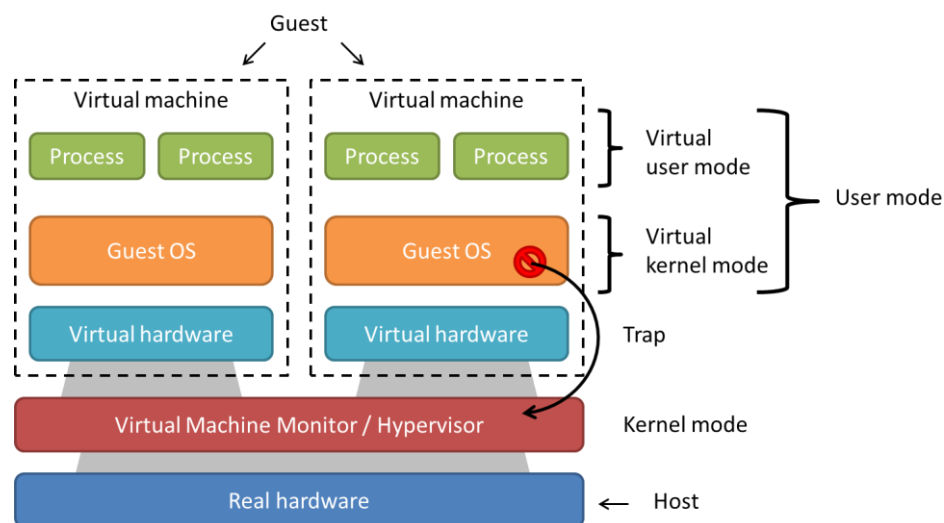 Guest
Virtual machine
Virtual machine
Process
Process
Process
Process
Virtual
user mode
User mode
Guest OS
Guest OS
Virtual
kernel mode
Virtual hardware
Virtual hardware
Trap
Virtual Machine Monitor / Hypervisor
Kernel mode
Real hardware
Host